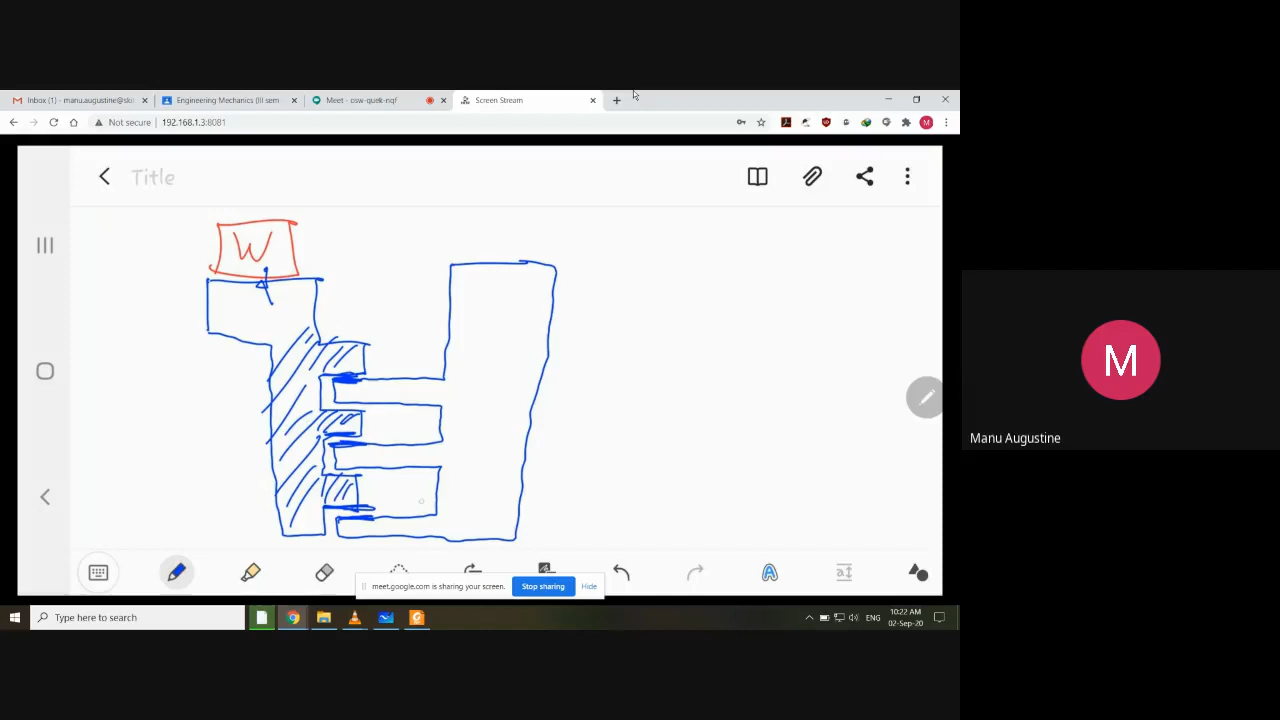 Inbox (1) - manu.augustine@ski
Engineering Mechanics (III sem
Meet - osw-quek-nqf
Screen Stream
Not secure
192.168.1.3:8081
Title
W
M
Manu Augustine
meet.google.com is sharing your screen.
Stop sharing
Hide
Type here to search
ENG
10:22 AM
02-Sep-20